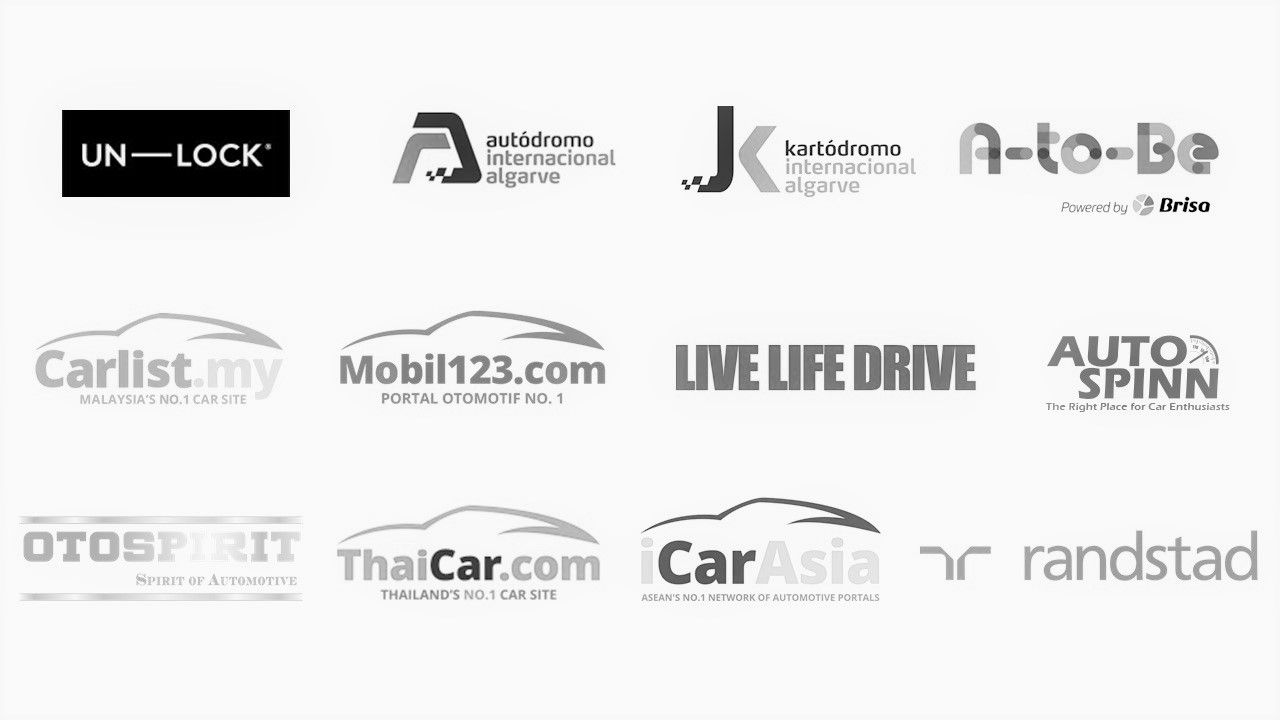 UN—LOCK®
autódromo
internacional
algarve
kartódromo
internacional
algarve
A-to-Be
Powered by Brisa
Carlist.my
MALAYSIA'S NO.1 CAR SITE
Mobil123.com
PORTAL OTOMOTIF NO. 1
LIVE LIFE DRIVE
AUTO
SPINN
The Right Place for Car Enthusiasts
OTOSPIRIT
SPIRIT OF AUTOMOTIVE
ThaiCar.com
THAILAND'S NO.1 CAR SITE
iCarAsia
ASEAN'S NO.1 NETWORK OF AUTOMOTIVE PORTALS
randstad